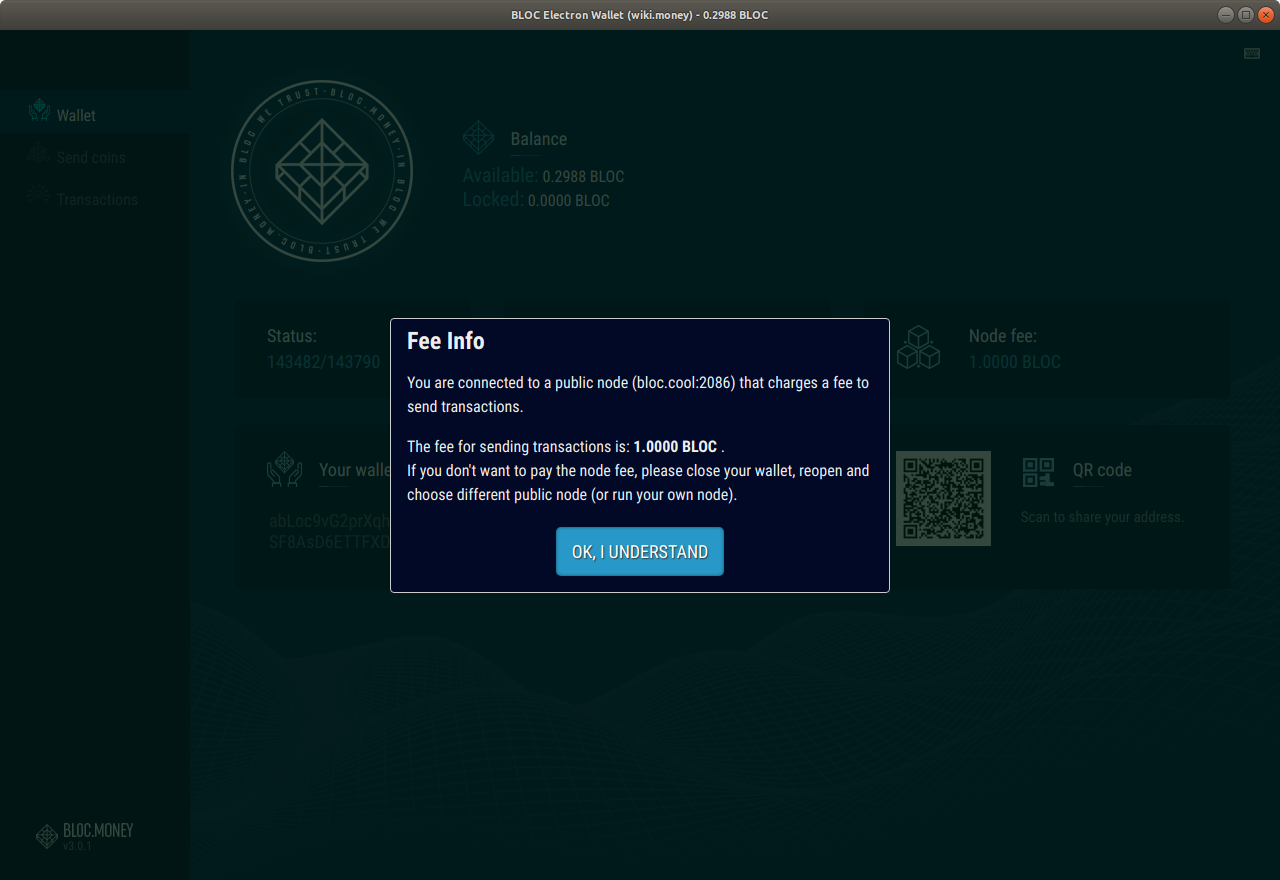 BLOC Electron Wallet (wiki.money) - 0.2988 BLOC
Wallet
Send coins
Transactions
IN BLOC WE TRUST · BLOC.MONEY · IN BLOC WE TRUST · BLOC.MONEY ·
Balance
Available: 0.2988 BLOC
Locked: 0.0000 BLOC
Status:
143482/143790
Node fee:
1.0000 BLOC
Fee Info
You are connected to a public node (bloc.cool:2086) that charges a fee to
send transactions.
The fee for sending transactions is: 1.0000 BLOC .
If you don't want to pay the node fee, please close your wallet, reopen and
choose different public node (or run your own node).
OK, I UNDERSTAND
Your walle
abLoc9vG2prXqh
SF8AsD6ETTFXD
QR code
Scan to share your address.
BLOC.MONEY
v3.0.1